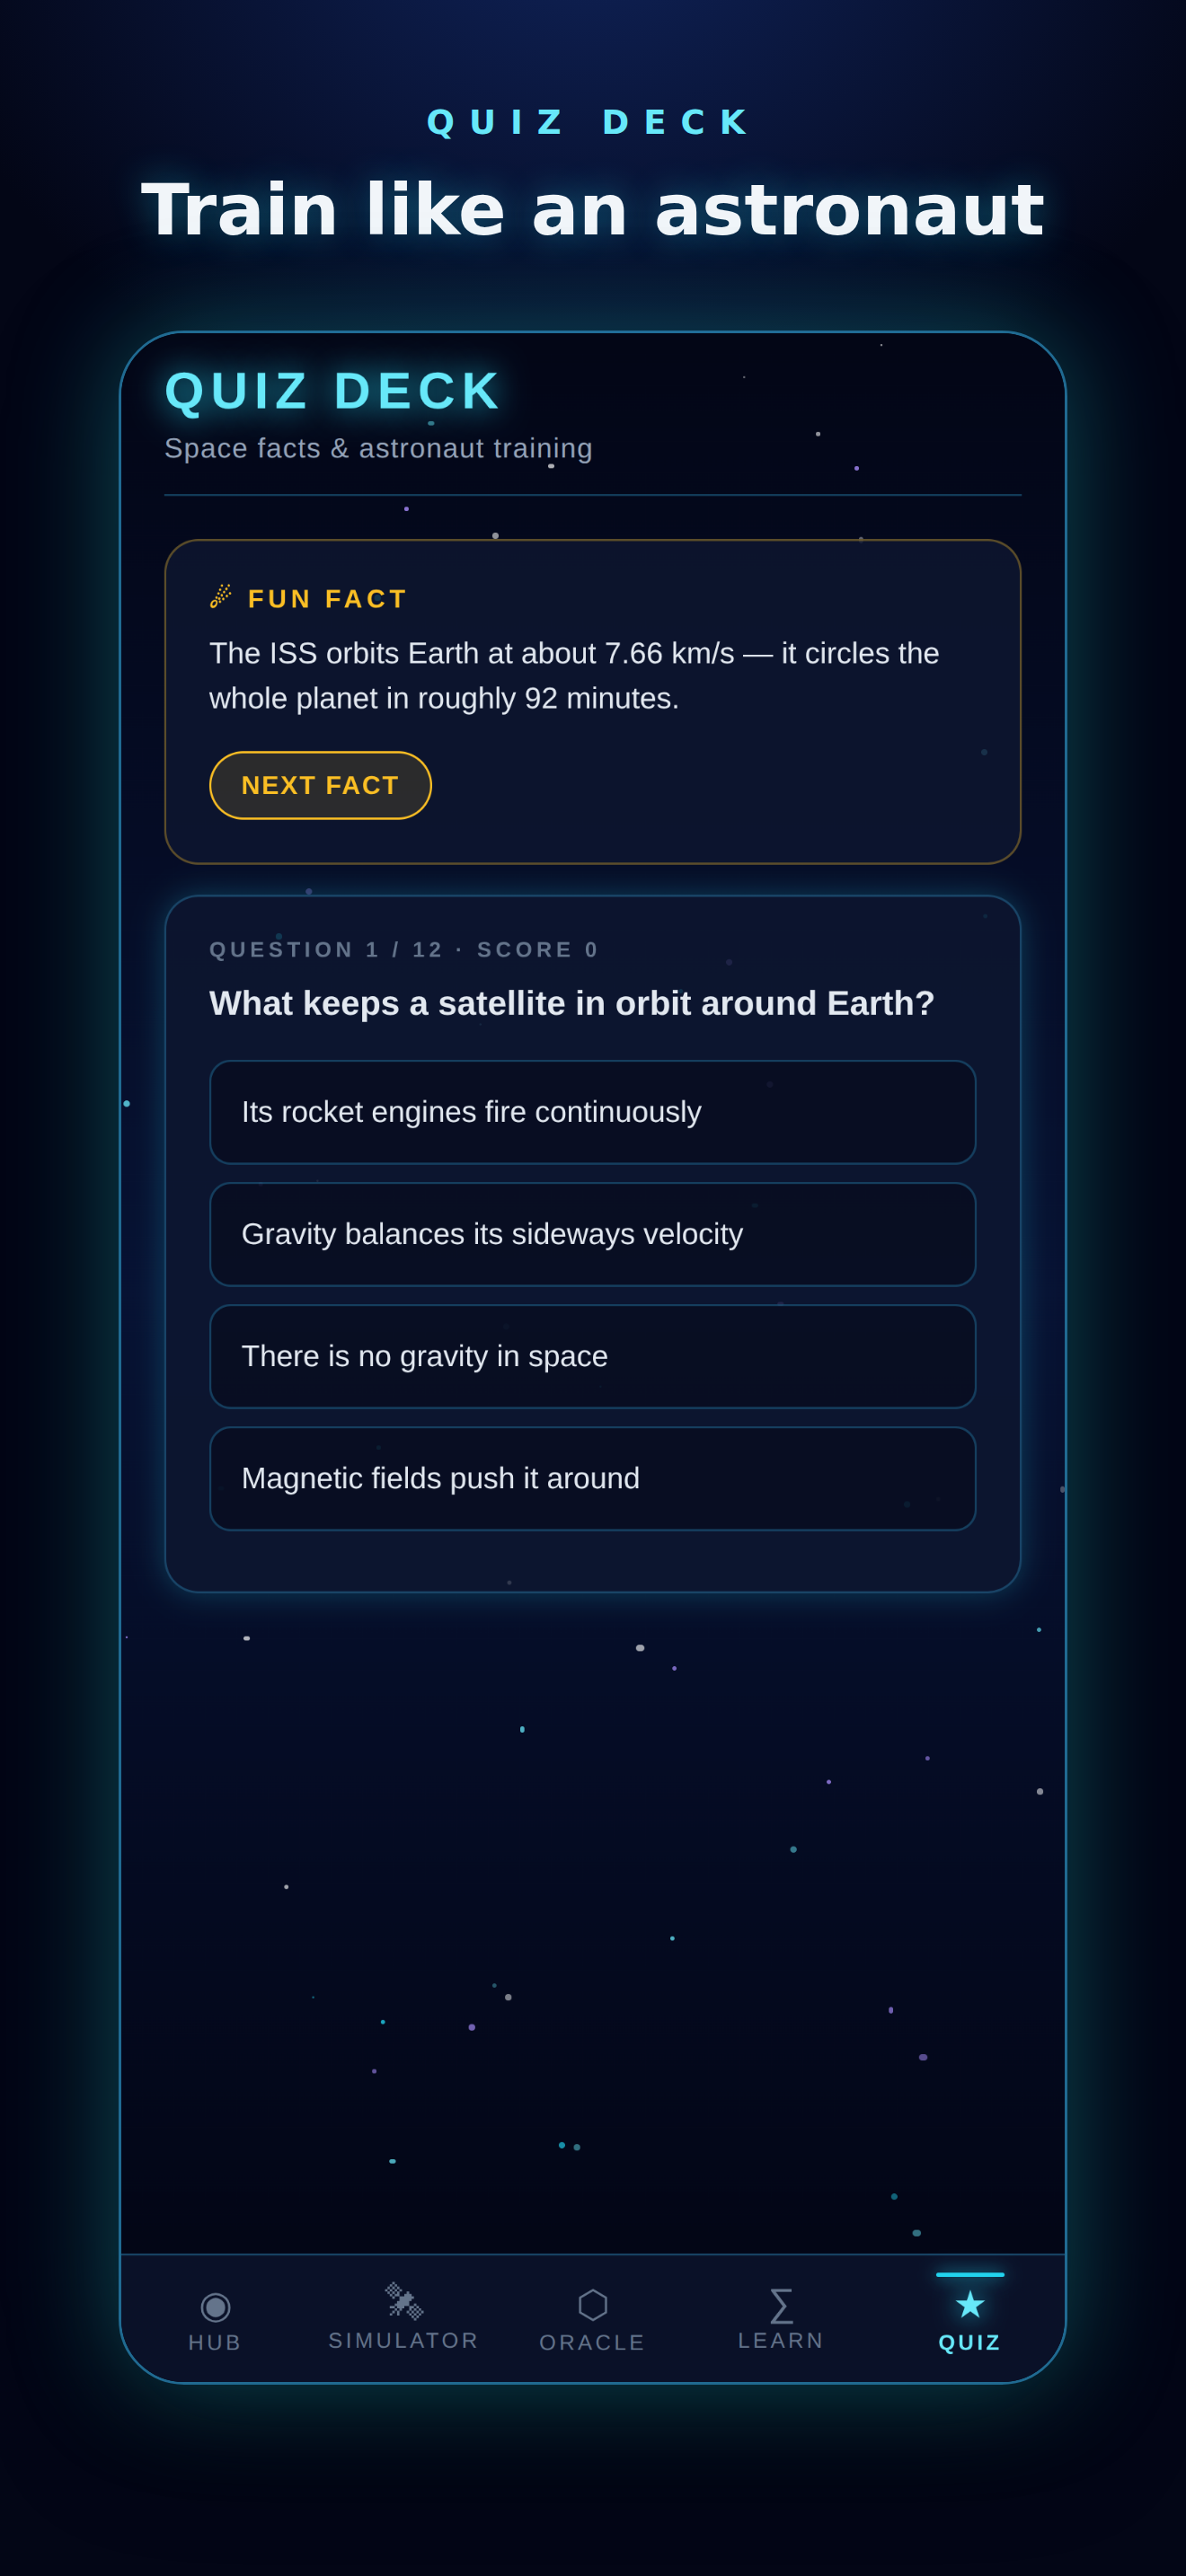 QUIZ DECK
Train like an astronaut
QUIZ DECK
Space facts & astronaut training
☄ FUN FACT
The ISS orbits Earth at about 7.66 km/s — it circles the
whole planet in roughly 92 minutes.
NEXT FACT
QUESTION 1 / 12 · SCORE 0
What keeps a satellite in orbit around Earth?
Its rocket engines fire continuously
Gravity balances its sideways velocity
There is no gravity in space
Magnetic fields push it around
HUB
SIMULATOR
ORACLE
LEARN
QUIZ